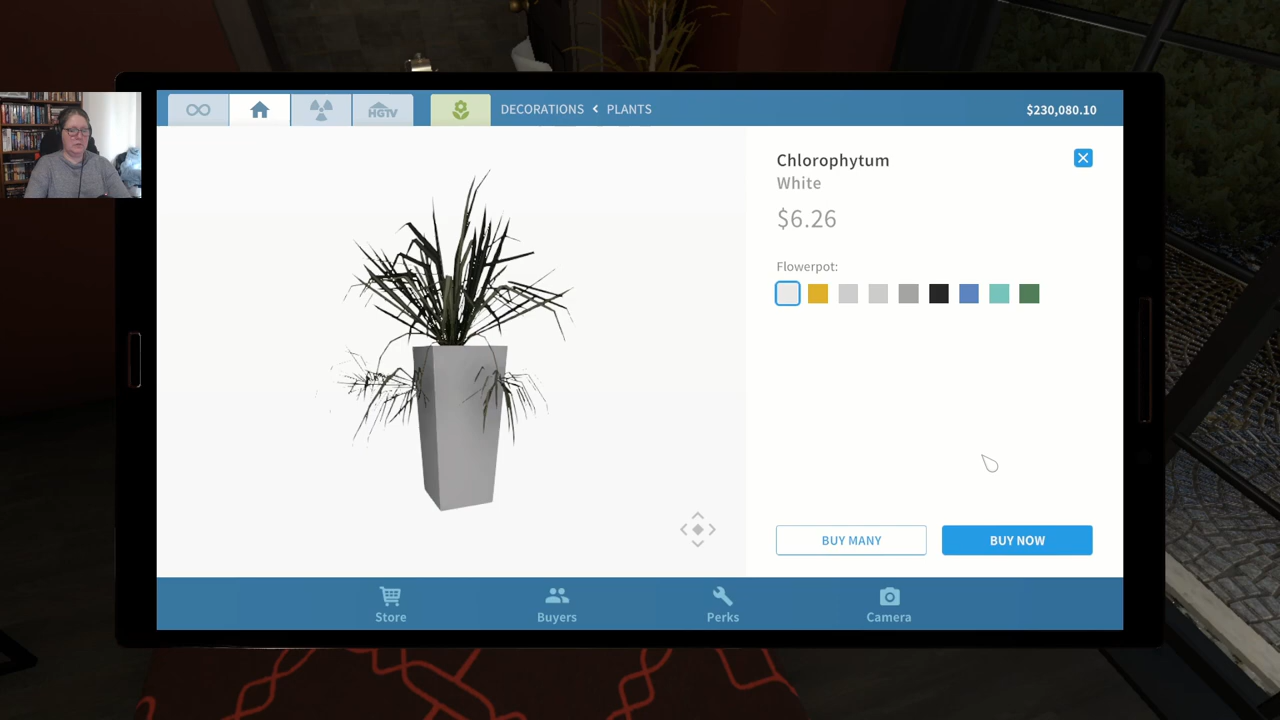 HGTV
DECORATIONS < PLANTS
$230,080.10
Chlorophytum
White
$6.26
Flowerpot:
BUY MANY
BUY NOW
Store
Buyers
Perks
Camera